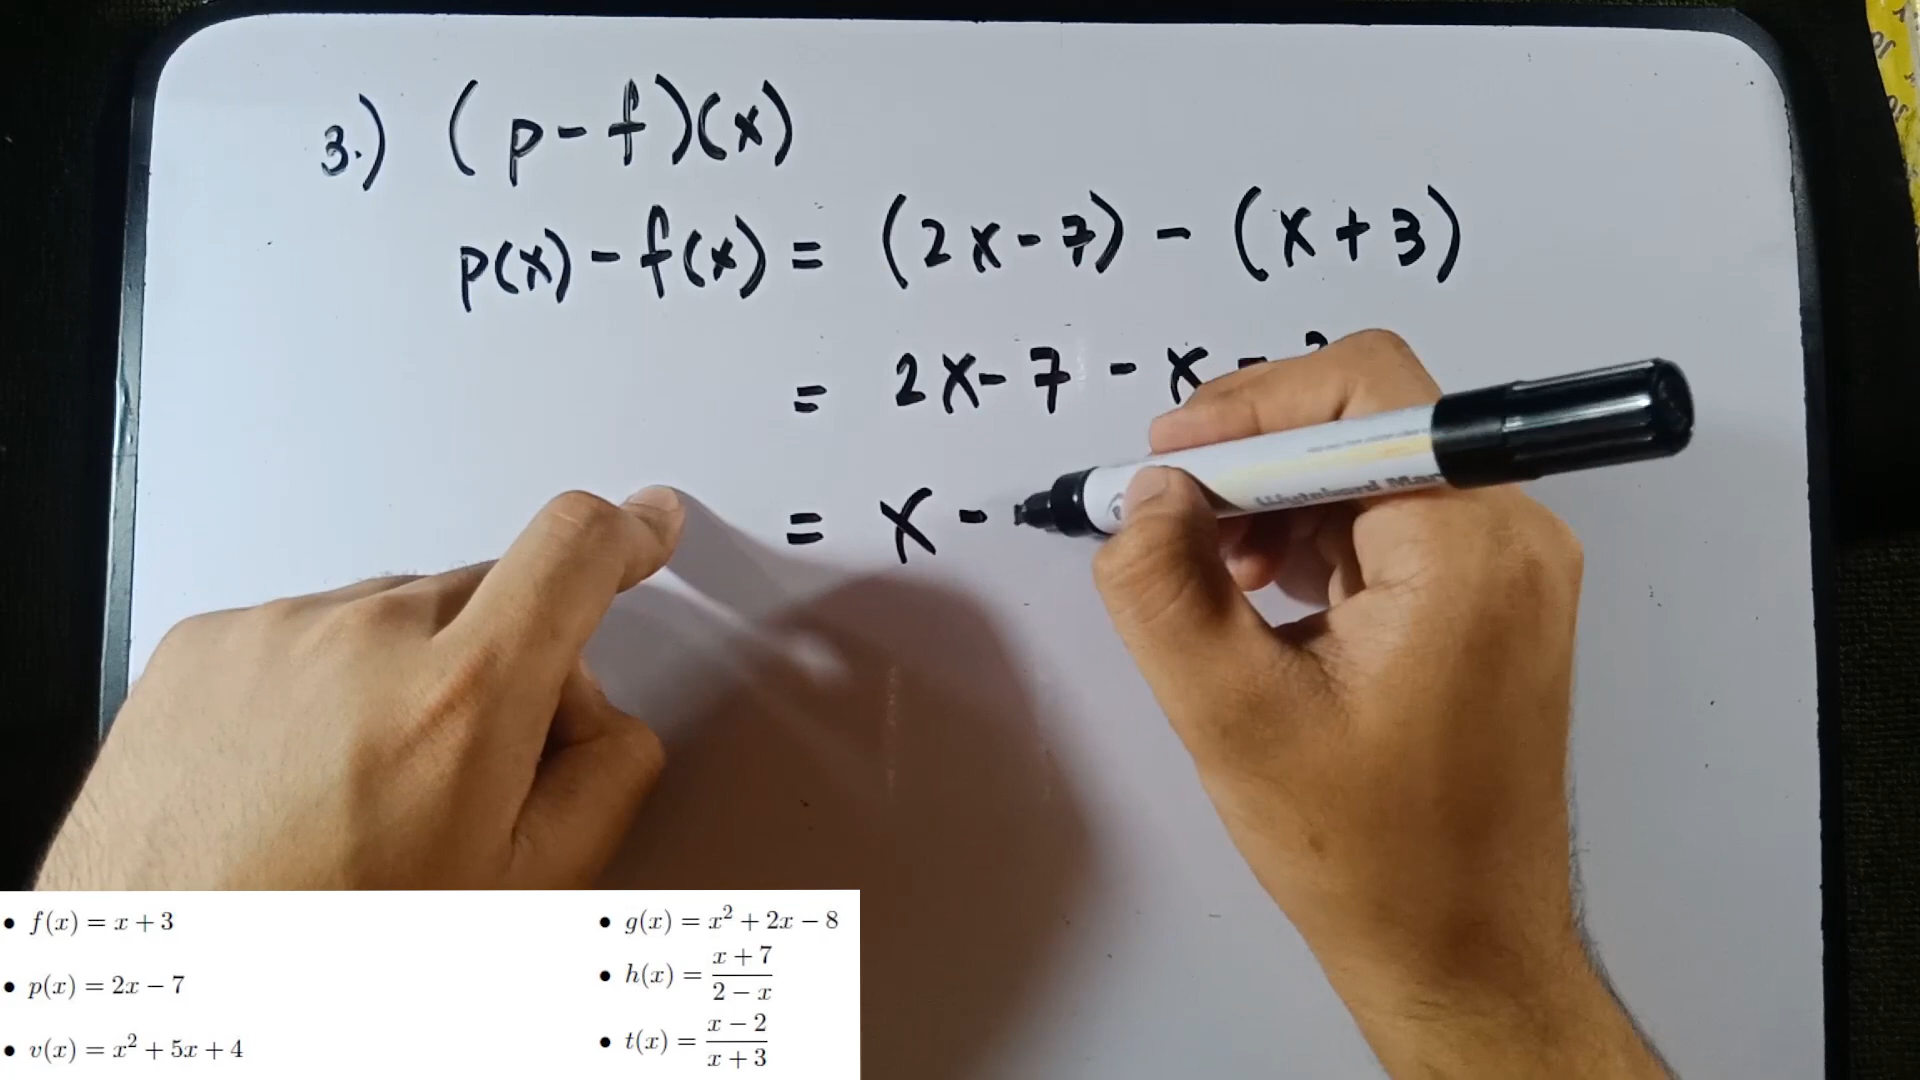 3.) (p - f)(x)
p(x) - f(x) = (2x - 7) - (x + 3)
= 2x - 7 - x -
= x -
• f(x) = x + 3
• p(x) = 2x − 7
• v(x) = x² + 5x + 4
• g(x) = x² + 2x − 8
• h(x) = (x + 7)/(2 − x)
• t(x) = (x − 2)/(x + 3)